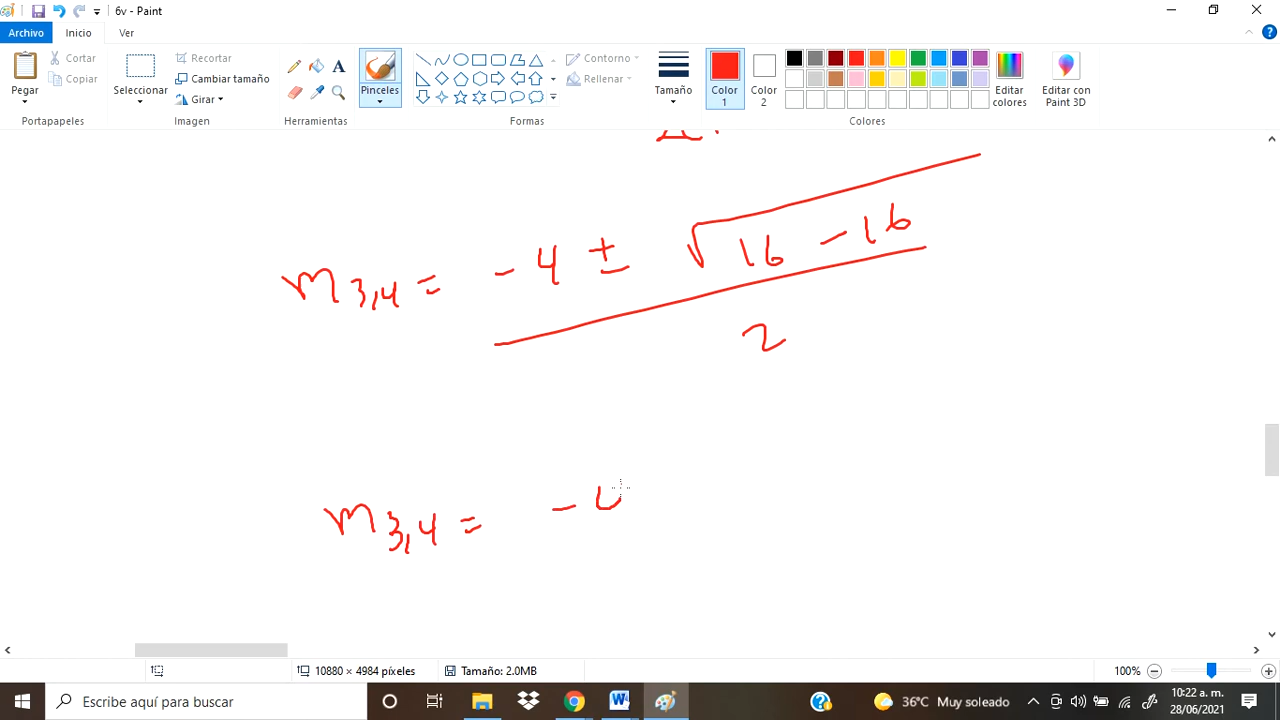 6v - Paint
Archivo Inicio Ver
Pegar Cortar Copiar Seleccionar Recortar Cambiar tamaño Girar Pinceles Contorno Rellenar Tamaño Color 1 Color 2 Editar colores Editar con Paint 3D
Portapapeles Imagen Herramientas Formas Colores
m3,4 = -4 ± √16 - 16
2
m3,4 = -
10880 × 4984 píxeles Tamaño: 2.0MB 100%
Escribe aquí para buscar 36°C Muy soleado 10:22 a. m.
28/06/2021